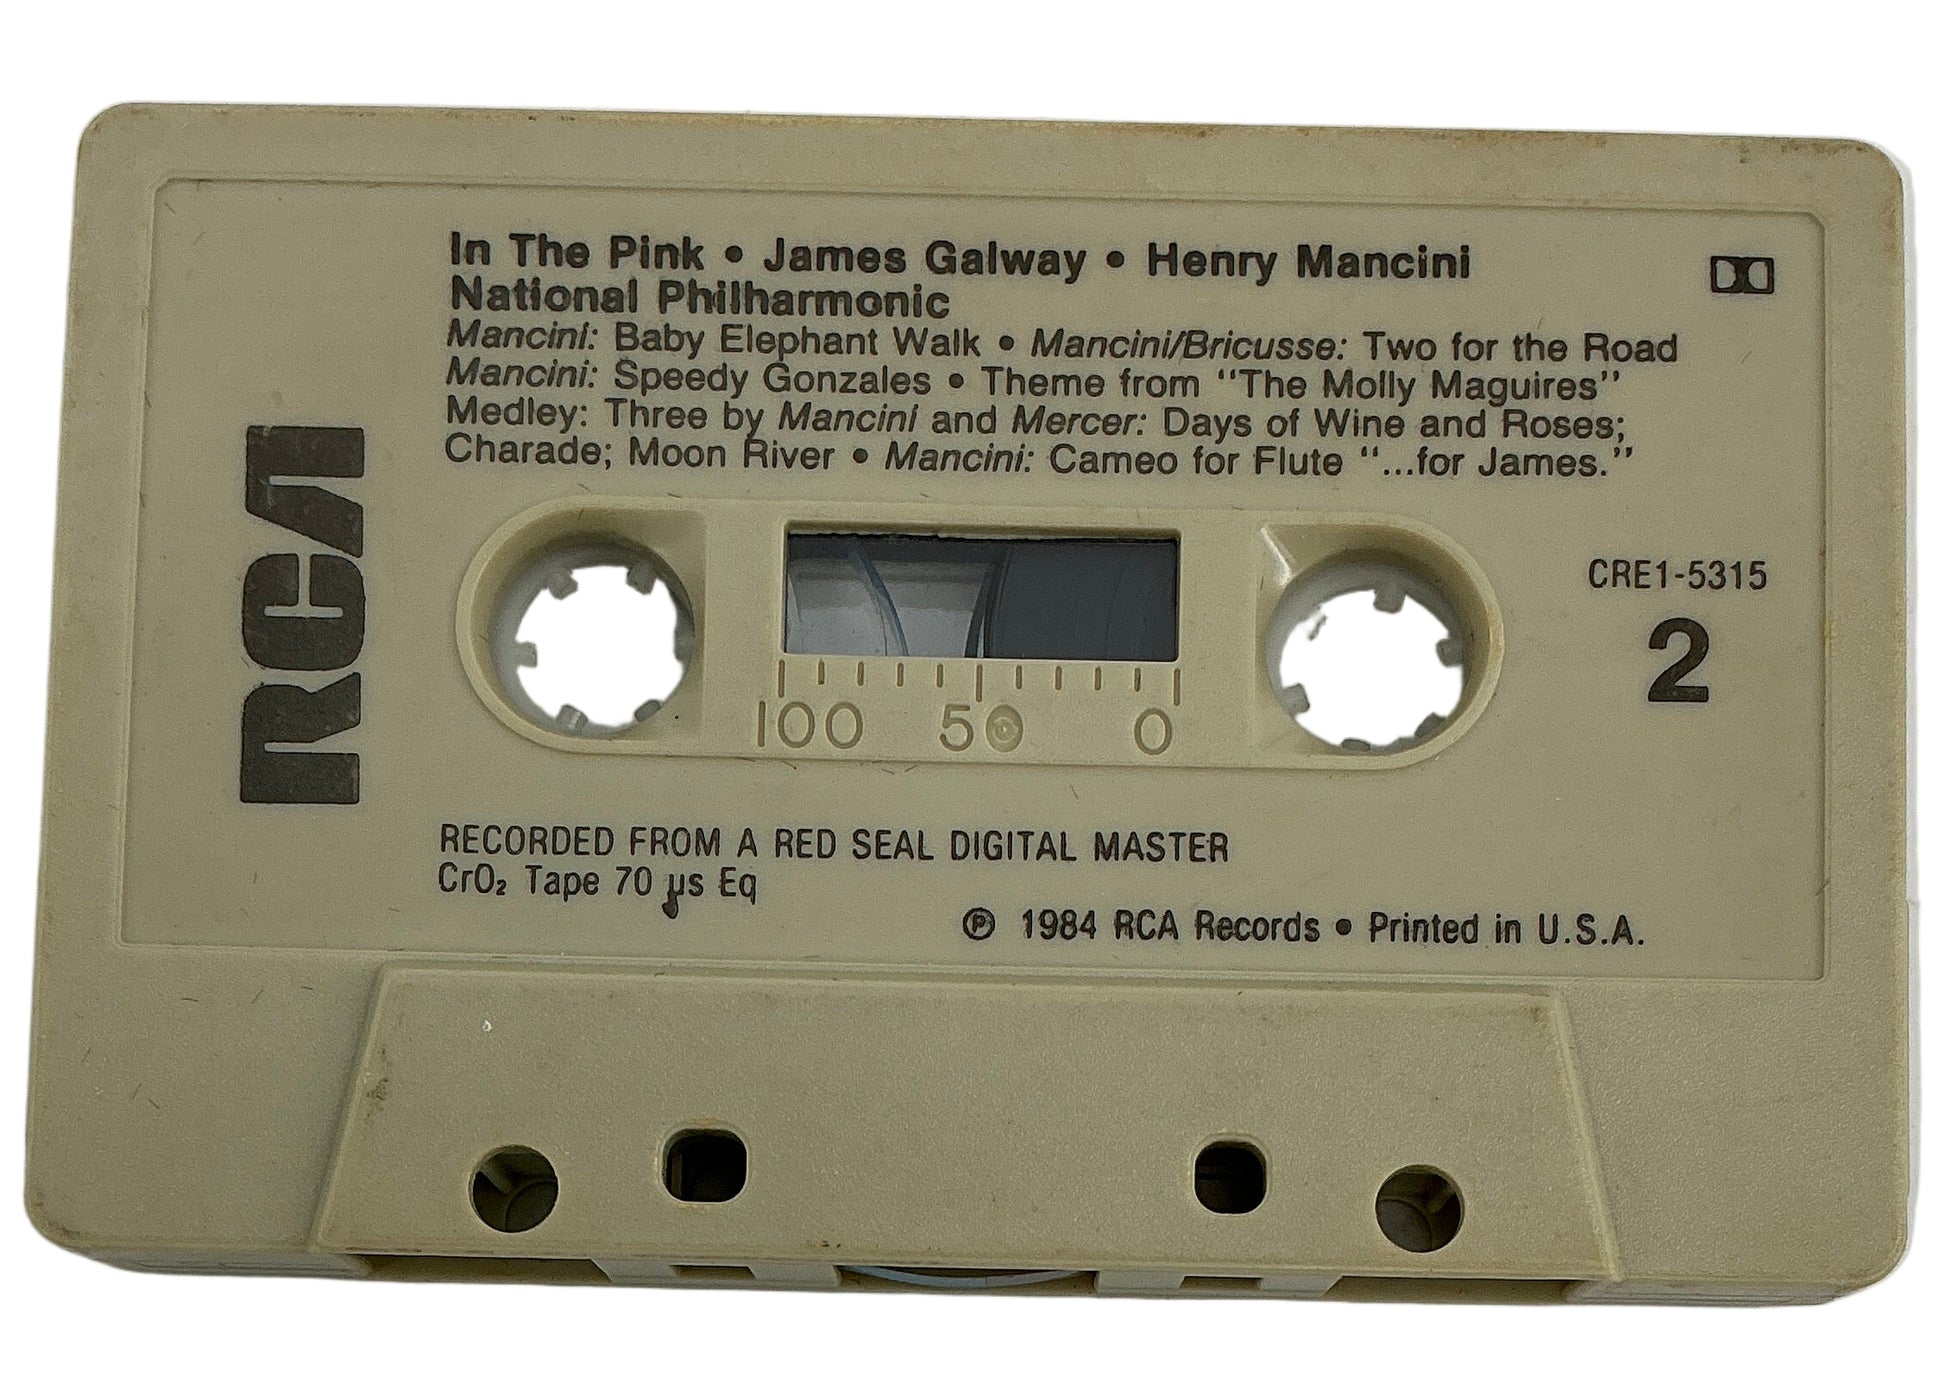 In The Pink • James Galway • Henry Mancini
National Philharmonic
Mancini: Baby Elephant Walk • Mancini/Bricusse: Two for the Road
Mancini: Speedy Gonzales • Theme from "The Molly Maguires"
Medley: Three by Mancini and Mercer: Days of Wine and Roses;
Charade; Moon River • Mancini: Cameo for Flute "...for James."
RCA
CRE1-5315
2
100 50 0
RECORDED FROM A RED SEAL DIGITAL MASTER
CrO₂ Tape 70 µs Eq
℗ 1984 RCA Records • Printed in U.S.A.